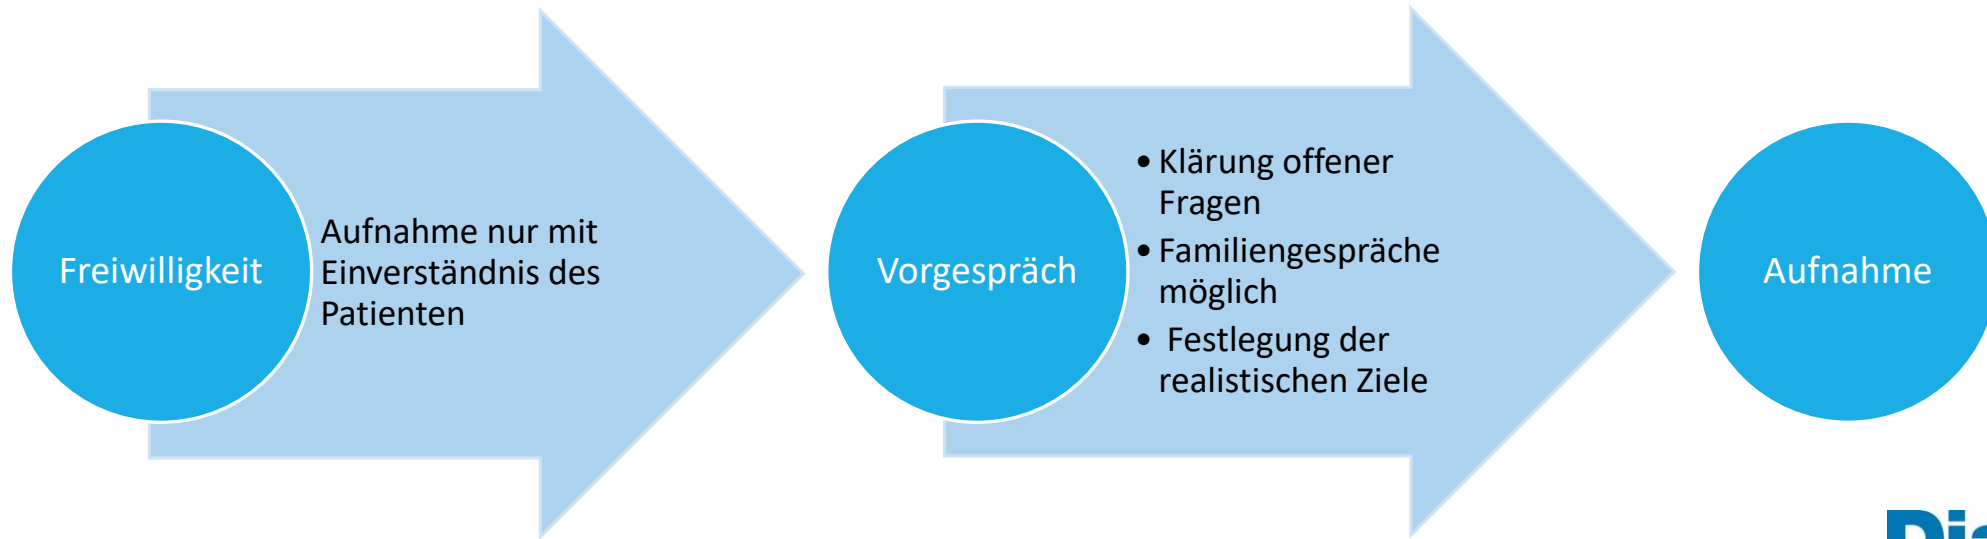 Freiwilligkeit
Aufnahme nur mit
Einverständnis des
Patienten
Vorgespräch
• Klärung offener
Fragen
• Familiengespräche
möglich
• Festlegung der
realistischen Ziele
Aufnahme